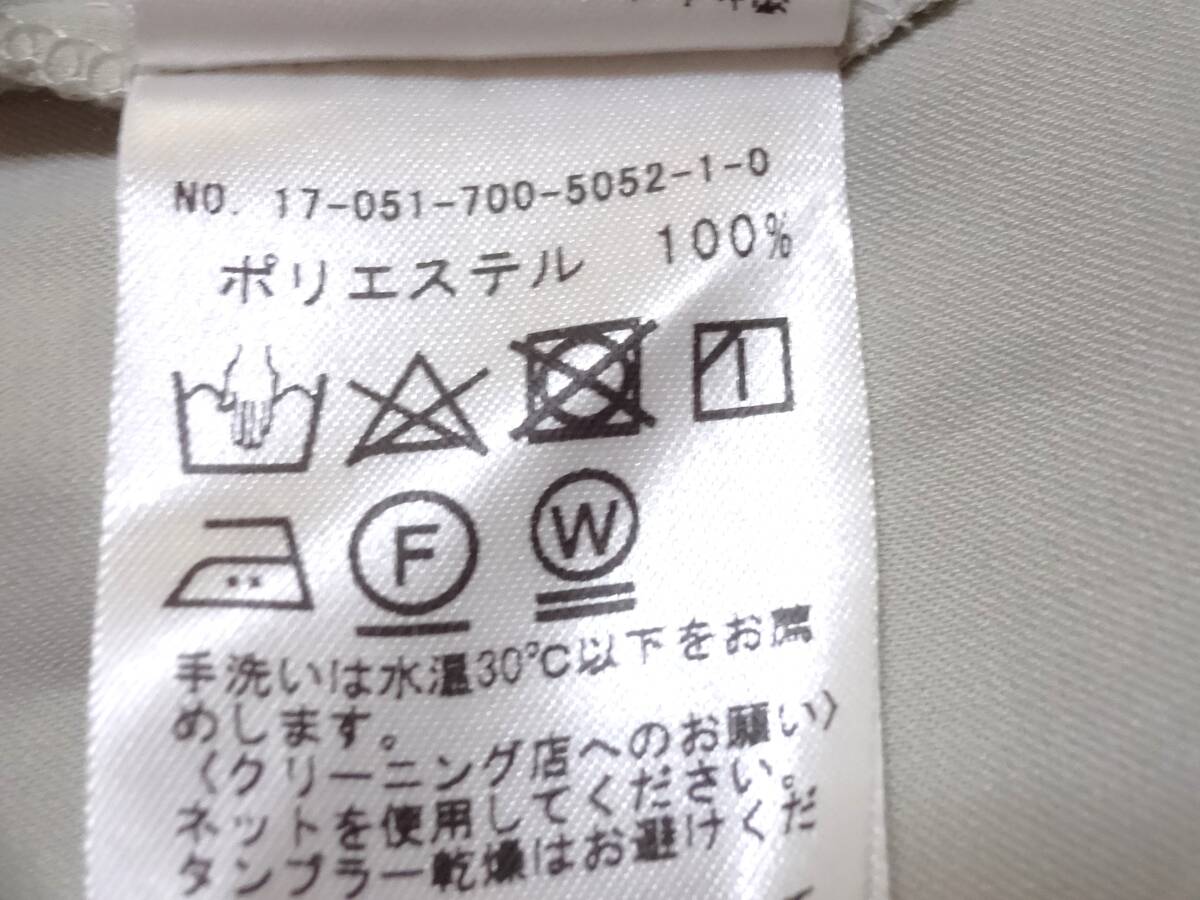 NO. 17-051-700-5052-1-0
ポリエステル 100%
F W
手洗いは水温30℃以下をお薦
めします。
〈クリーニング店へのお願い〉
ネットを使用してください。
タンブラー乾燥はお避けくだ